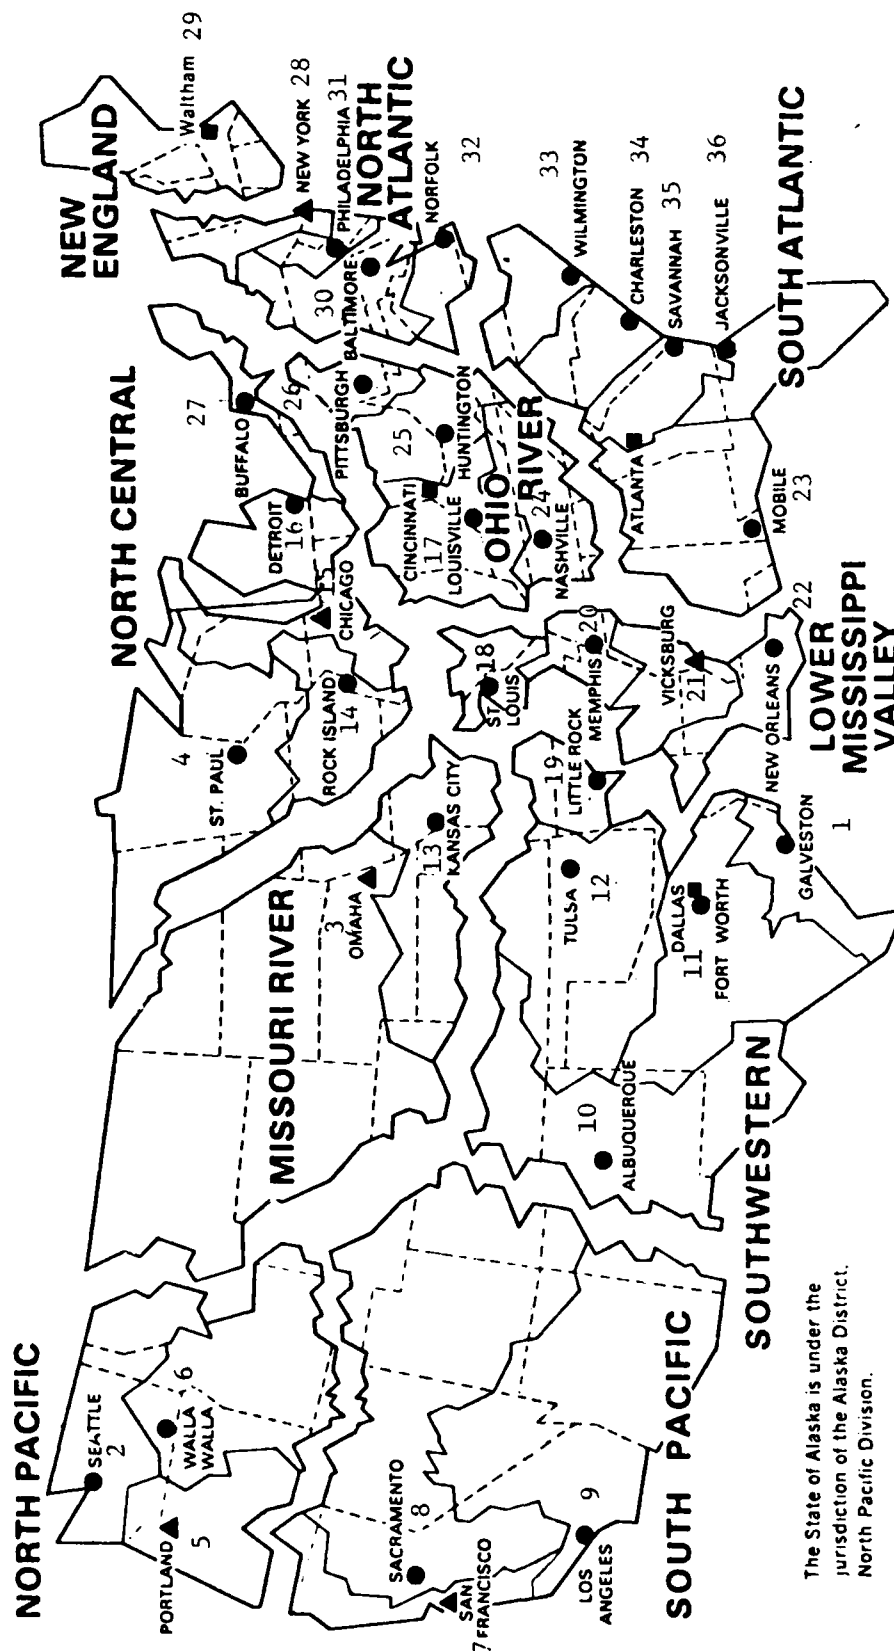 NORTH PACIFIC
SEATTLE
2
WALLA
WALLA
6
PORTLAND
5
SOUTH PACIFIC
SACRAMENTO
8
SAN
FRANCISCO
7
LOS
ANGELES
9
MISSOURI RIVER
OMAHA
3
KANSAS CITY
13
SOUTHWESTERN
ALBUQUERQUE
10
TULSA
12
DALLAS
FORT WORTH
11
GALVESTON
1
LITTLE ROCK
19
NORTH CENTRAL
ST. PAUL
4
ROCK ISLAND
14
CHICAGO
15
DETROIT
16
BUFFALO
27
LOWER
MISSISSIPPI
VALLEY
ST.
LOUIS
18
MEMPHIS
20
VICKSBURG
21
NEW ORLEANS
22
OHIO
RIVER
PITTSBURGH
26
HUNTINGTON
25
CINCINNATI
17
LOUISVILLE
NASHVILLE
24
NEW
ENGLAND
Waltham 29
NORTH
ATLANTIC
NEW YORK 28
PHILADELPHIA 31
BALTIMORE
30
NORFOLK
32
SOUTH ATLANTIC
WILMINGTON
33
CHARLESTON
34
SAVANNAH 35
JACKSONVILLE
36
ATLANTA
MOBILE
23
The State of Alaska is under the
jurisdiction of the Alaska District,
North Pacific Division.